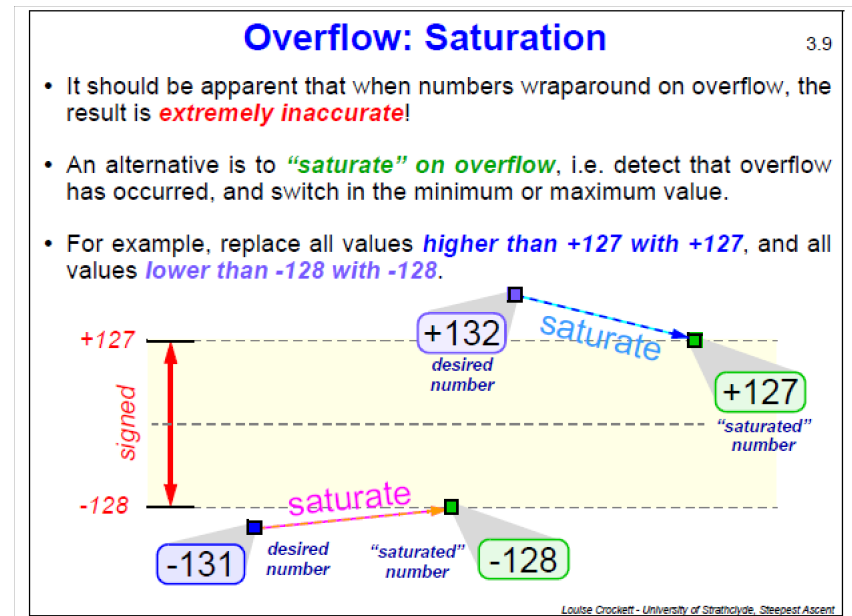 Overflow: Saturation
3.9
• It should be apparent that when numbers wraparound on overflow, the
result is extremely inaccurate!
• An alternative is to “saturate” on overflow, i.e. detect that overflow
has occurred, and switch in the minimum or maximum value.
• For example, replace all values higher than +127 with +127, and all
values lower than -128 with -128.
+127
+132
desired
number
saturate
+127
“saturated”
number
signed
-128
saturate
-131
desired
number
“saturated”
number
-128
Louise Crockett - University of Strathclyde, Steepest Ascent